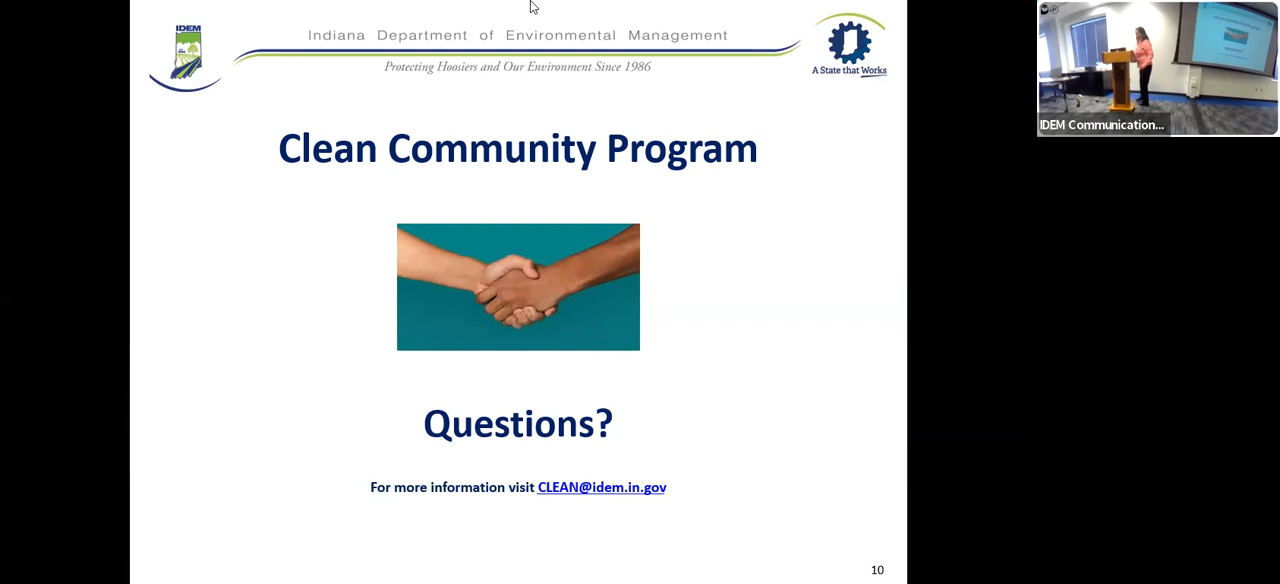 IDEM
Indiana Department of Environmental Management
Protecting Hoosiers and Our Environment Since 1986
A State that Works
Clean Community Program
Questions?
For more information visit CLEAN@idem.in.gov
10
IDEM Communication...